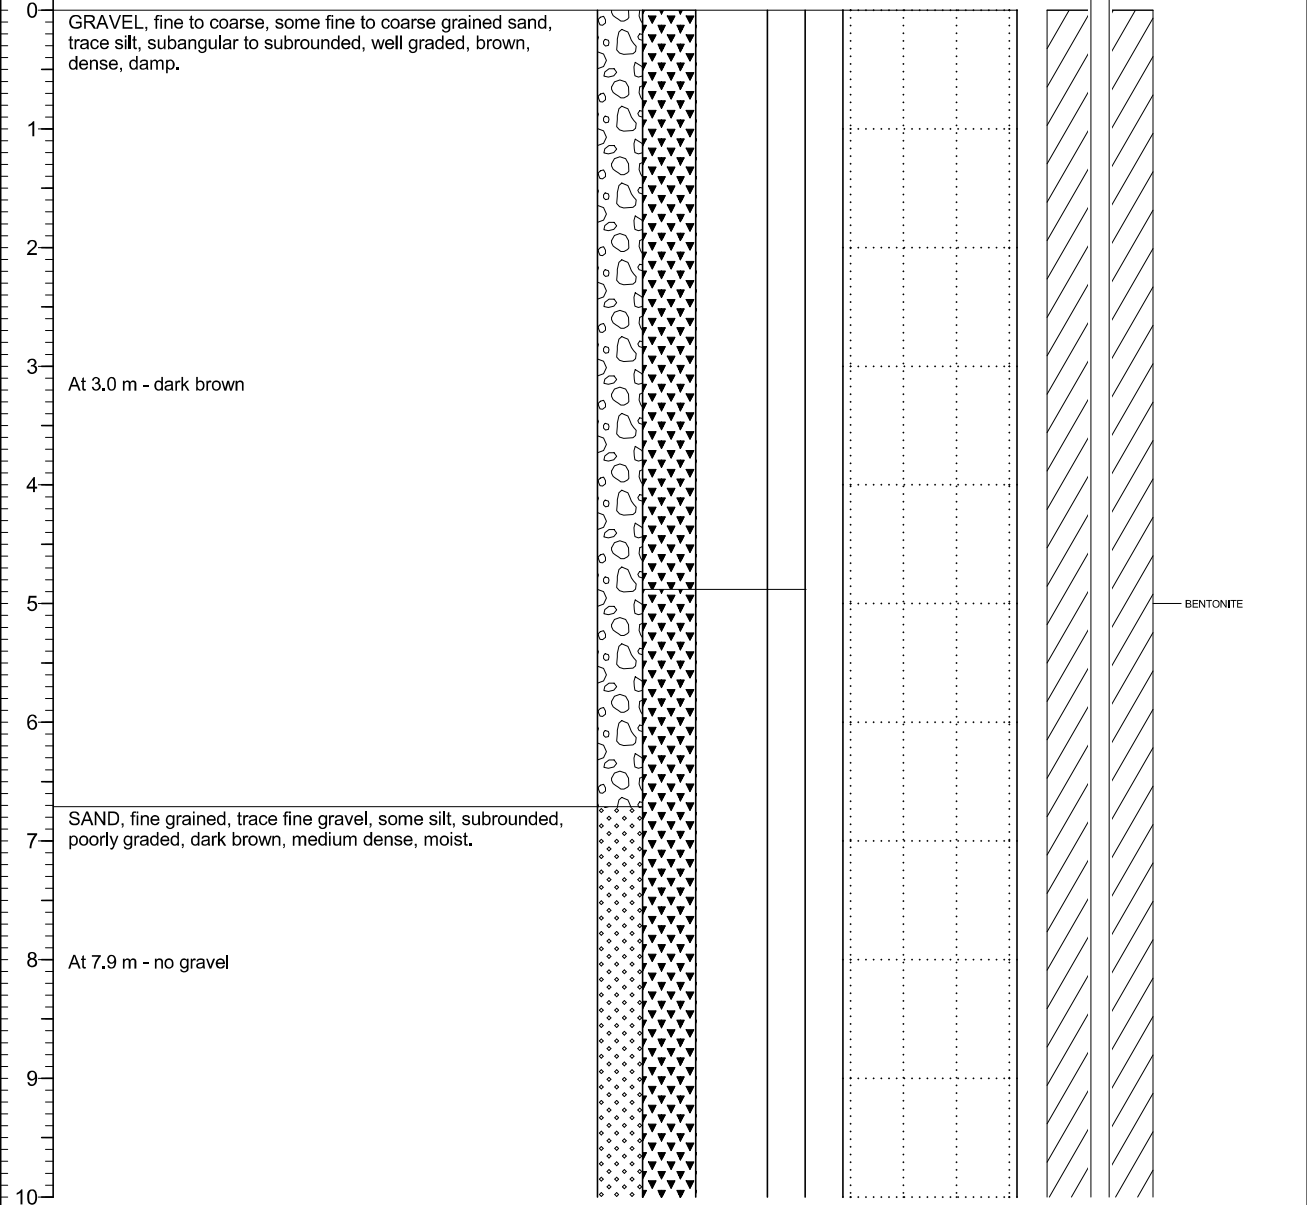 0
GRAVEL, fine to coarse, some fine to coarse grained sand,
trace silt, subangular to subrounded, well graded, brown,
dense, damp.
1
2
3
At 3.0 m - dark brown
4
5
BENTONITE
6
SAND, fine grained, trace fine gravel, some silt, subrounded,
7
poorly graded, dark brown, medium dense, moist.
8
At 7.9 m - no gravel
9
10